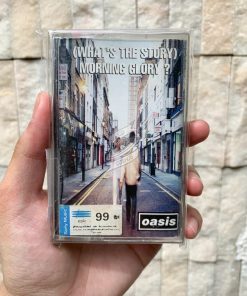 (WHAT'S THE STORY)
MORNING GLORY ?
oasis
99